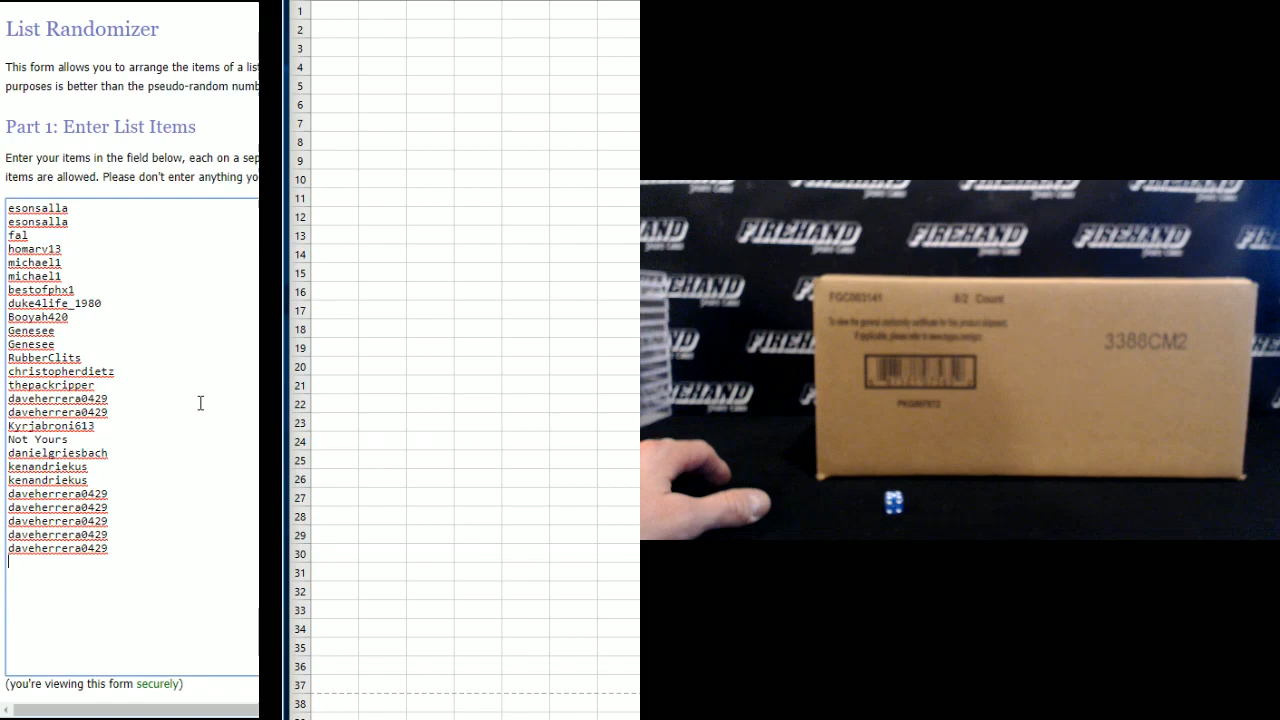 List Randomizer
This form allows you to arrange the items of a lis
purposes is better than the pseudo-random numb
Part 1: Enter List Items
Enter your items in the field below, each on a sep
items are allowed. Please don't enter anything yo
esonsalla
esonsalla
fal
homarv13
michael1
michael1
bestofphx1
duke4life_1980
Booyah420
Genesee
Genesee
RubberClits
christopherdietz
thepackripper
daveherrera0429
daveherrera0429
Kyrjabroni613
Not Yours
danielgriesbach
kenandriekus
kenandriekus
daveherrera0429
daveherrera0429
daveherrera0429
daveherrera0429
daveherrera0429
(you're viewing this form securely)
1
2
3
4
5
6
7
8
9
10
11
12
13
14
15
16
17
18
19
20
21
22
23
24
25
26
27
28
29
30
31
32
33
34
35
36
37
38
FIREHAND
FIREHAND
FIREHAND
FIREHAND
FIREHAND
FGC003141
8/2 Count
3388CM2